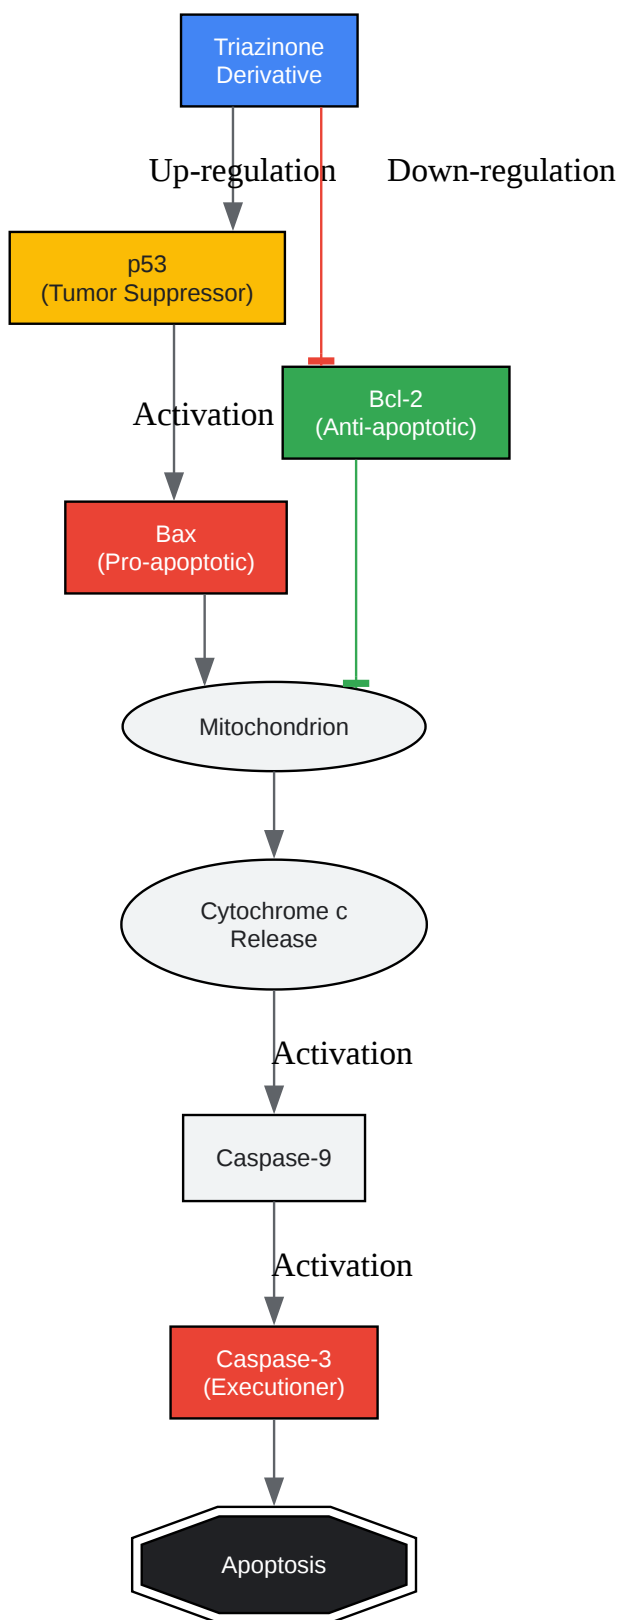 Triazinone
Derivative
Up-regulation
Down-regulation
p53
(Tumor Suppressor)
Bcl-2
(Anti-apoptotic)
Activation
Bax
(Pro-apoptotic)
Mitochondrion
Cytochrome c
Release
Activation
Caspase-9
Activation
Caspase-3
(Executioner)
Apoptosis